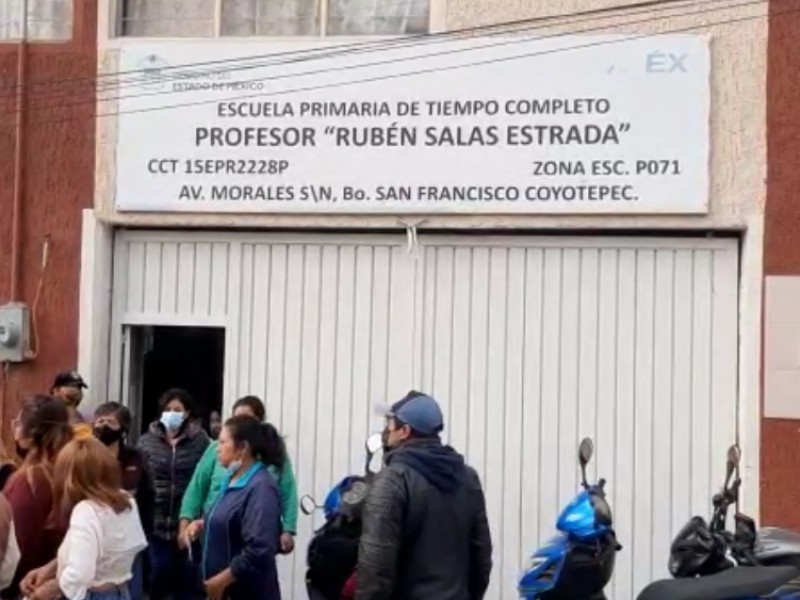 ESTADO DE MÉXICO
ÉX
ESCUELA PRIMARIA DE TIEMPO COMPLETO
PROFESOR “RUBÉN SALAS ESTRADA”
CCT 15EPR2228P ZONA ESC. P071
AV. MORALES S\N, Bo. SAN FRANCISCO COYOTEPEC.